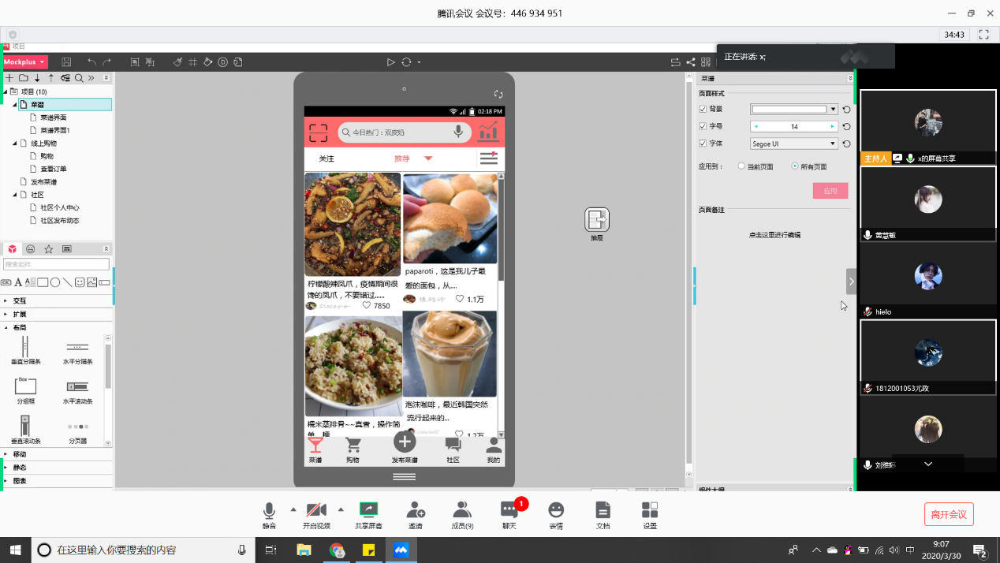 腾讯会议 会议号： 446 934 951
34:43
项目
正在讲话: x;
Mockplus
项目 (10)
菜谱
菜谱界面
菜谱界面1
线上购物
购物
查看订单
发布菜谱
社区
社区个人中心
社区发布动态
搜索组件
交互
扩展
布局
垂直分隔条
水平分隔条
Box
分组框
水平滚动条
垂直滚动条
分页器
移动
静态
图表
02:18 PM
今日热门：双皮奶
关注
推荐
柠檬酸辣凤爪，疫情期间很
馋的凤爪，不要错过......
7850
paparoti，这是我儿子最
爱的面包，从....
1.1万
糯米蒸排骨~~真香，操作简
单，糯
泡沫咖啡，最近韩国突然
流行起来的...
1.2万
菜谱
购物
发布菜谱
社区
我的
抽屉
菜谱
页面样式
背景
字号
14
字体
Segoe UI
应用到：
当前页面
所有页面
应用
页面备注
点击这里进行编辑
组件大纲
主持人
x的屏幕共享
黄慧敏
hielo
1812001053尤政
刘雅婷
静音
开启视频
共享屏幕
邀请
成员(9)
1
聊天
表情
文档
设置
离开会议
在这里输入你要搜索的内容
中
9:07
2020/3/30
2